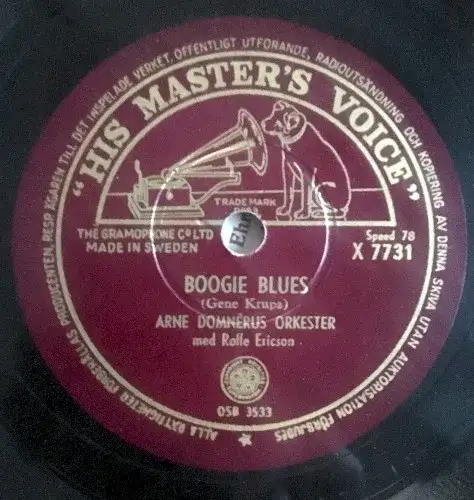 ALLA RÄTTIGHETER FÖRBEHÅLLAS PRODUCENTEN, RESP. ÄGAREN TILL DET INSPELADE VERKET. OFFENTLIGT UTFÖRANDE, RADIOUTSÄNDNING OCH KOPIERING AV DENNA SKIVA UTAN AUKTORISATION FÖRBJUDES
"HIS MASTER'S VOICE"
TRADE MARK
THE GRAMOPHONE Co LTD
MADE IN SWEDEN
Speed 78
X 7731
BOOGIE BLUES
(Gene Krupa)
ARNE DOMNÉRUS ORKESTER
med Rolle Ericson
OSB 3533